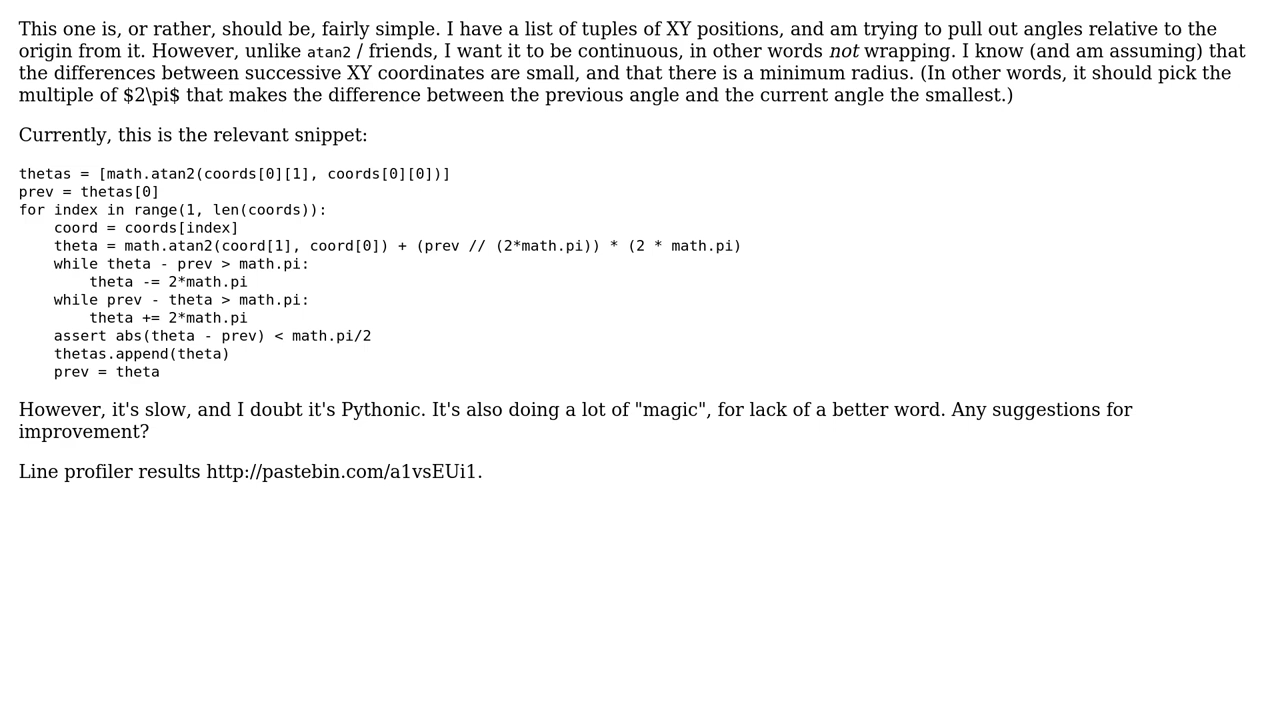 This one is, or rather, should be, fairly simple. I have a list of tuples of XY positions, and am trying to pull out angles relative to the
origin from it. However, unlike atan2 / friends, I want it to be continuous, in other words not wrapping. I know (and am assuming) that
the differences between successive XY coordinates are small, and that there is a minimum radius. (In other words, it should pick the
multiple of $2\pi$ that makes the difference between the previous angle and the current angle the smallest.)
Currently, this is the relevant snippet:
thetas = [math.atan2(coords[0][1], coords[0][0])]
prev = thetas[0]
for index in range(1, len(coords)):
    coord = coords[index]
    theta = math.atan2(coord[1], coord[0]) + (prev // (2*math.pi)) * (2 * math.pi)
    while theta - prev > math.pi:
        theta -= 2*math.pi
    while prev - theta > math.pi:
        theta += 2*math.pi
    assert abs(theta - prev) < math.pi/2
    thetas.append(theta)
    prev = theta
However, it's slow, and I doubt it's Pythonic. It's also doing a lot of "magic", for lack of a better word. Any suggestions for
improvement?
Line profiler results http://pastebin.com/a1vsEUi1.